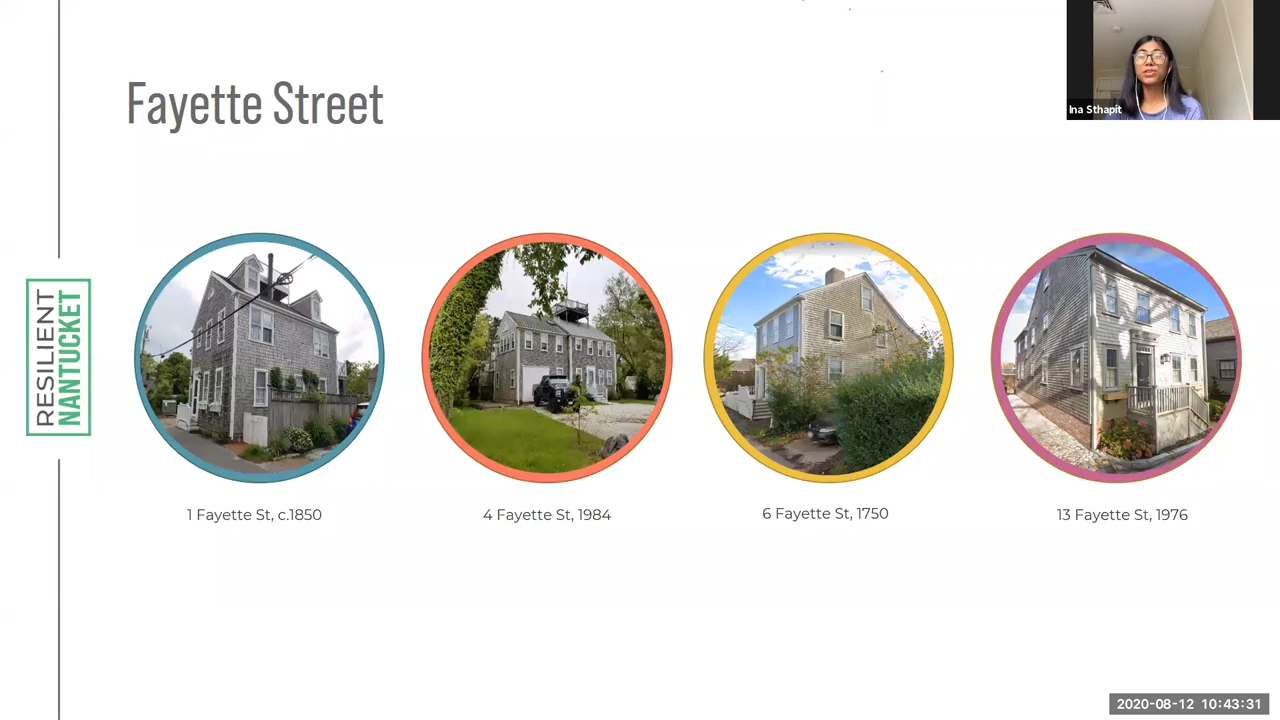 Fayette Street
Ina Sthapit
RESILIENT
NANTUCKET
1 Fayette St, c.1850
4 Fayette St, 1984
6 Fayette St, 1750
13 Fayette St, 1976
2020-08-12 10:43:31